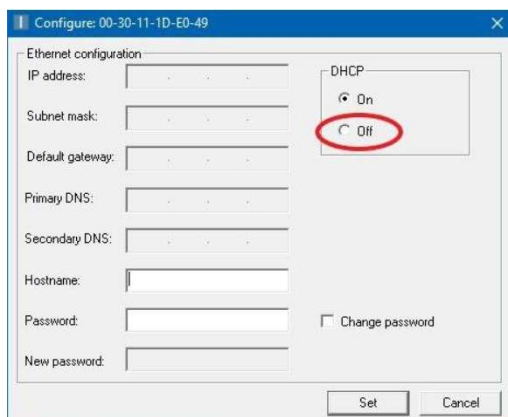 Configure: 00-30-11-1D-E0-49
Ethernet configuration
IP address:
Subnet mask:
Default gateway:
Primary DNS:
Secondary DNS:
Hostname:
Password:
New password:
DHCP
On
Off
Change password
Set
Cancel